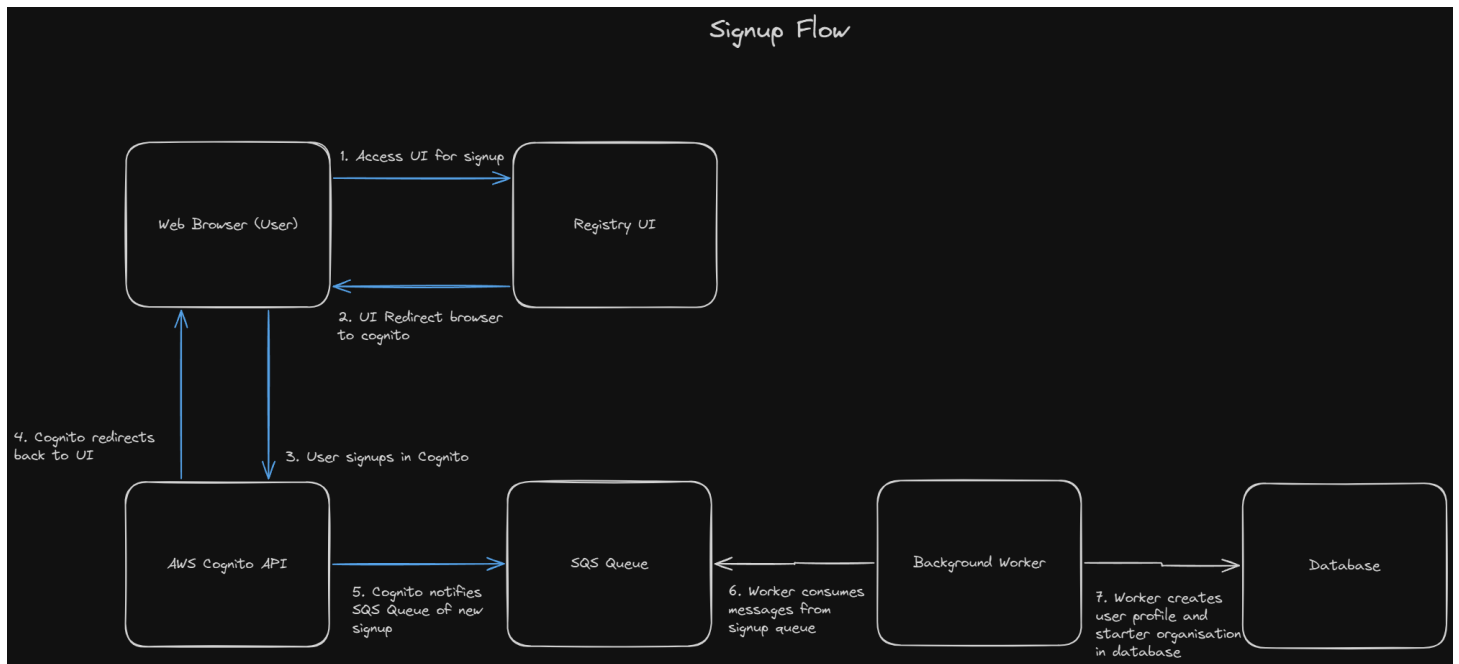 Signup Flow
1. Access UI for signup
Web Browser (User)
Registry UI
2. UI Redirect browser
to cognito
4. Cognito redirects
back to UI
3. User signups in Cognito
AWS Cognito API
SQS Queue
Background Worker
Database
5. Cognito notifies
SQS Queue of new
signup
6. Worker consumes
messages from
signup queue
7. Worker creates
user profile and
starter organisation
in database